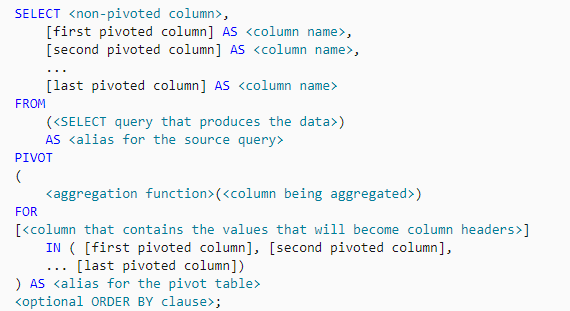 SELECT <non-pivoted column>,
    [first pivoted column] AS <column name>,
    [second pivoted column] AS <column name>,
    ...
    [last pivoted column] AS <column name>
FROM
    (<SELECT query that produces the data>)
    AS <alias for the source query>
PIVOT
(
    <aggregation function>(<column being aggregated>)
FOR
[<column that contains the values that will become column headers>]
    IN ( [first pivoted column], [second pivoted column],
    ... [last pivoted column])
) AS <alias for the pivot table>
<optional ORDER BY clause>;